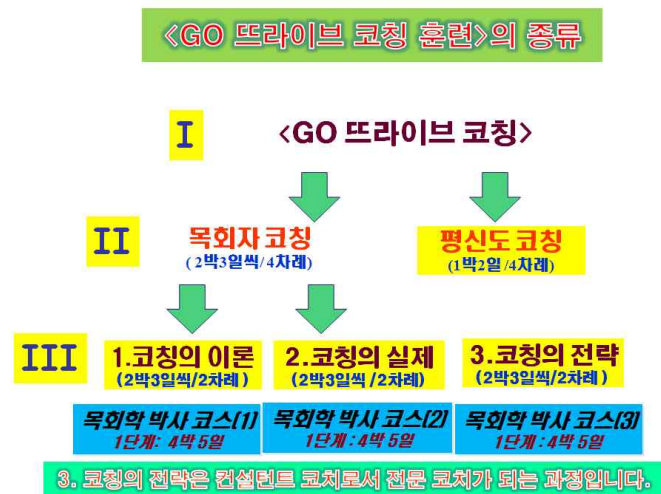 <GO 뜨라이브 코칭 훈련>의 종류
I <GO 뜨라이브 코칭>
II 목회자 코칭 평신도 코칭
(2박3일씩/4차례) (1박2일/4차례)
III 1.코칭의 이론 2.코칭의 실제 3.코칭의 전략
(2박3일씩/2차례) (2박3일씩/2차례) (2박3일씩/2차례)
목회학 박사 코스(1) 목회학 박사 코스(2) 목회학 박사 코스(3)
1단계: 4박 5일 1단계 : 4박 5일 1단계 : 4박 5일
3. 코칭의 전략은 컨설턴트 코치로서 전문 코치가 되는 과정입니다.